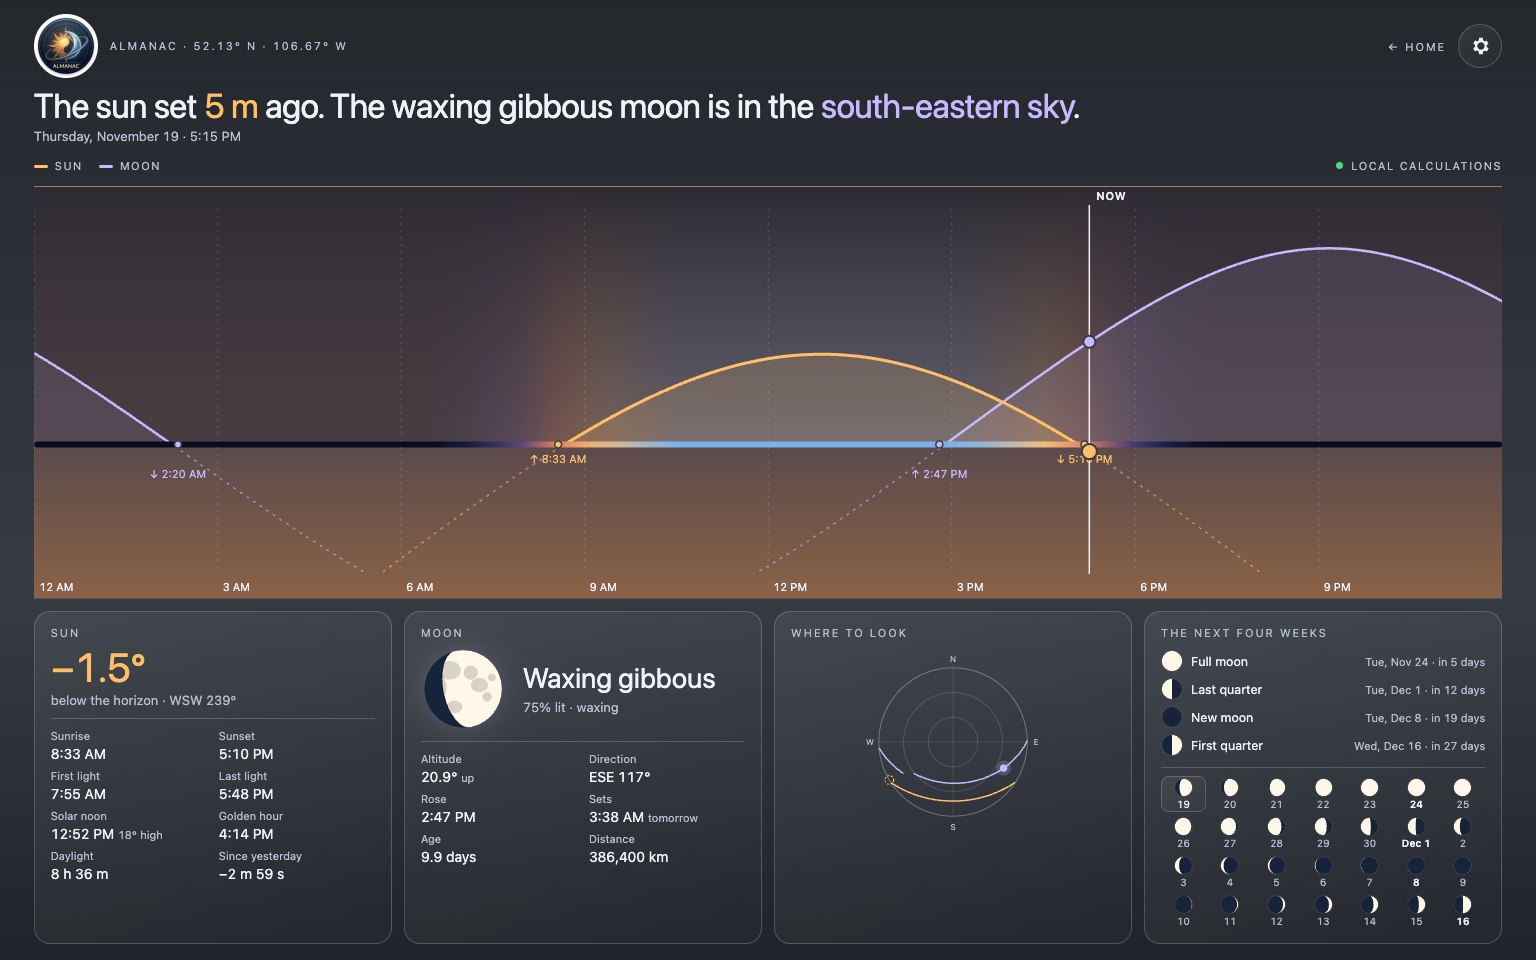 ALMANAC
ALMANAC · 52.13° N · 106.67° W
← HOME
The sun set 5 m ago. The waxing gibbous moon is in the south-eastern sky.
Thursday, November 19 · 5:15 PM
SUN MOON
LOCAL CALCULATIONS
NOW
↑ 8:33 AM
↓ 5:1 PM
↓ 2:20 AM
↑ 2:47 PM
12 AM 3 AM 6 AM 9 AM 12 PM 3 PM 6 PM 9 PM
SUN
−1.5°
below the horizon · WSW 239°
Sunrise Sunset
8:33 AM 5:10 PM
First light Last light
7:55 AM 5:48 PM
Solar noon Golden hour
12:52 PM 18° high 4:14 PM
Daylight Since yesterday
8 h 36 m −2 m 59 s
MOON
Waxing gibbous
75% lit · waxing
Altitude Direction
20.9° up ESE 117°
Rose Sets
2:47 PM 3:38 AM tomorrow
Age Distance
9.9 days 386,400 km
WHERE TO LOOK
N
W E
S
THE NEXT FOUR WEEKS
Full moon Tue, Nov 24 · in 5 days
Last quarter Tue, Dec 1 · in 12 days
New moon Tue, Dec 8 · in 19 days
First quarter Wed, Dec 16 · in 27 days
19 20 21 22 23 24 25
26 27 28 29 30 Dec 1 2
3 4 5 6 7 8 9
10 11 12 13 14 15 16